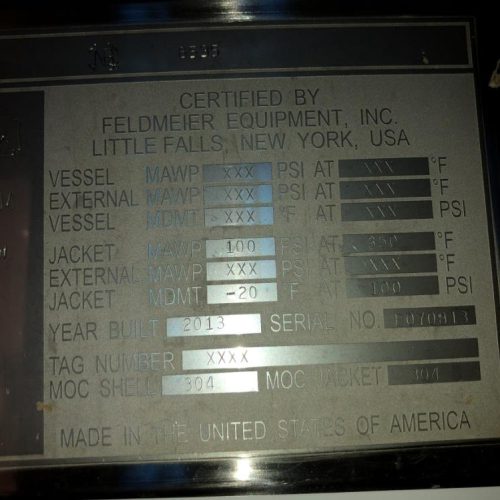 CERTIFIED BY
FELDMEIER EQUIPMENT, INC.
LITTLE FALLS, NEW YORK, USA
VESSEL MAWP XXX PSI AT XXX °F
EXTERNAL MAWP XXX PSI AT XXX °F
VESSEL MDMT XXX °F AT XXX PSI
JACKET MAWP 100 PSI AT 350 °F
EXTERNAL MAWP XXX PSI AT XXX °F
JACKET MDMT -20 °F AT 100 PSI
YEAR BUILT 2013 SERIAL NO.
TAG NUMBER XXXX
MOC SHELL 304 MOC JACKET 304
MADE IN THE UNITED STATES OF AMERICA